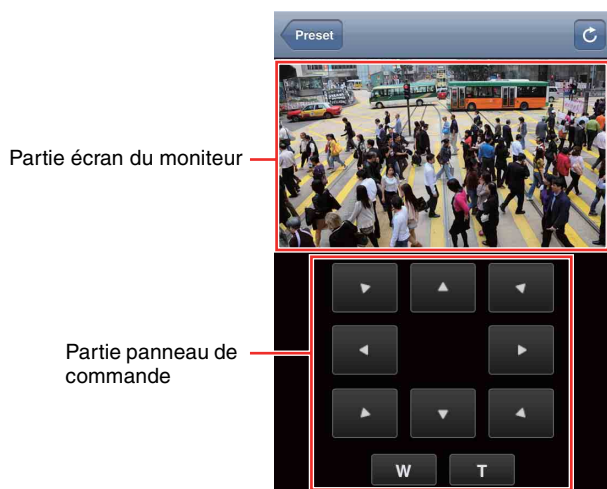 Preset
Partie écran du moniteur
Partie panneau de
commande
W
T